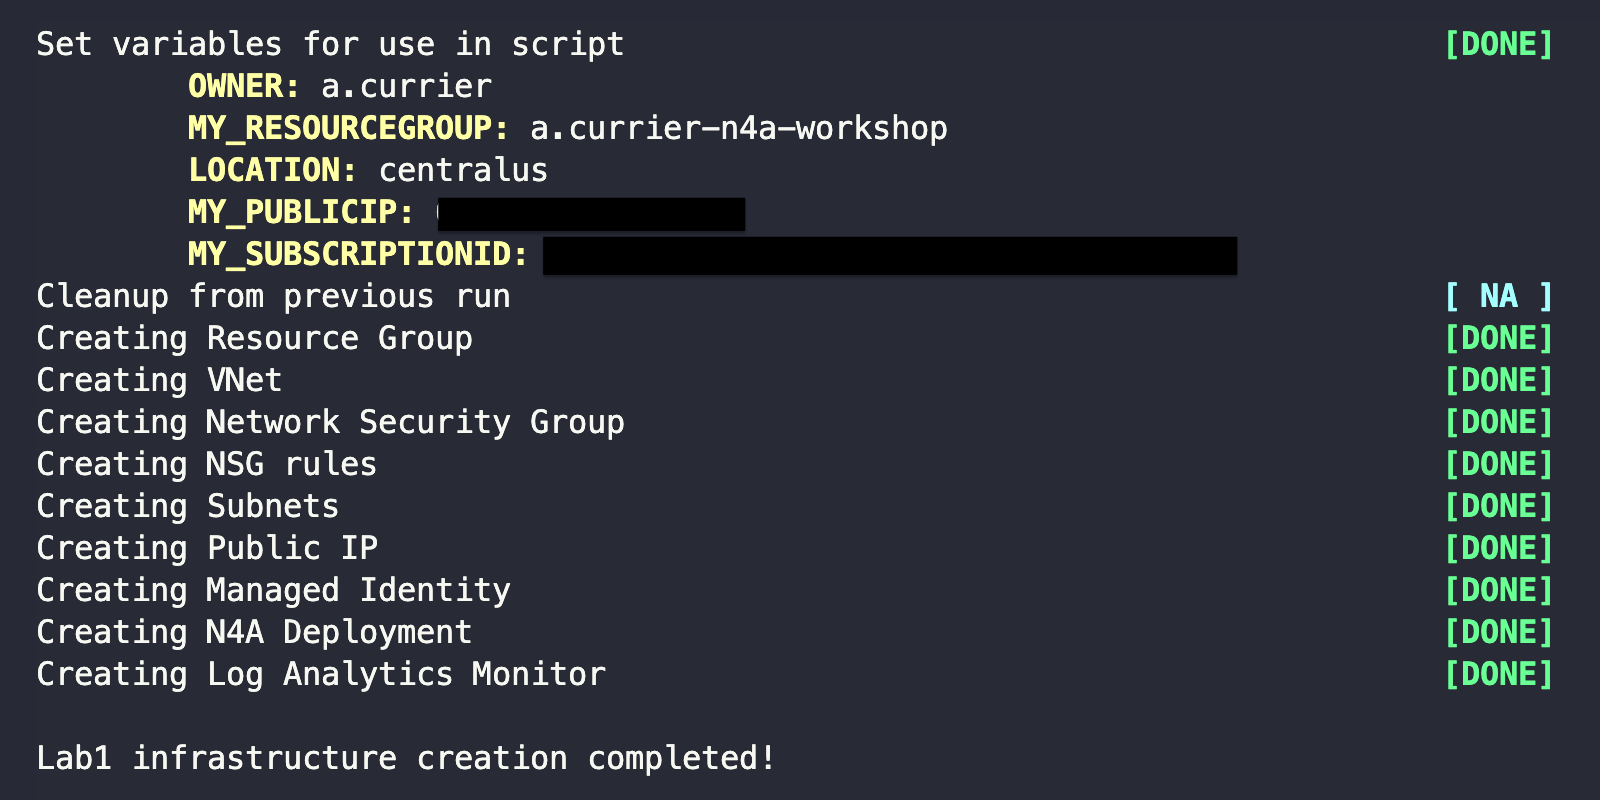 Set variables for use in script [DONE]
OWNER: a.currier
MY_RESOURCEGROUP: a.currier-n4a-workshop
LOCATION: centralus
MY_PUBLICIP:
MY_SUBSCRIPTIONID:
Cleanup from previous run [ NA ]
Creating Resource Group [DONE]
Creating VNet [DONE]
Creating Network Security Group [DONE]
Creating NSG rules [DONE]
Creating Subnets [DONE]
Creating Public IP [DONE]
Creating Managed Identity [DONE]
Creating N4A Deployment [DONE]
Creating Log Analytics Monitor [DONE]
Lab1 infrastructure creation completed!